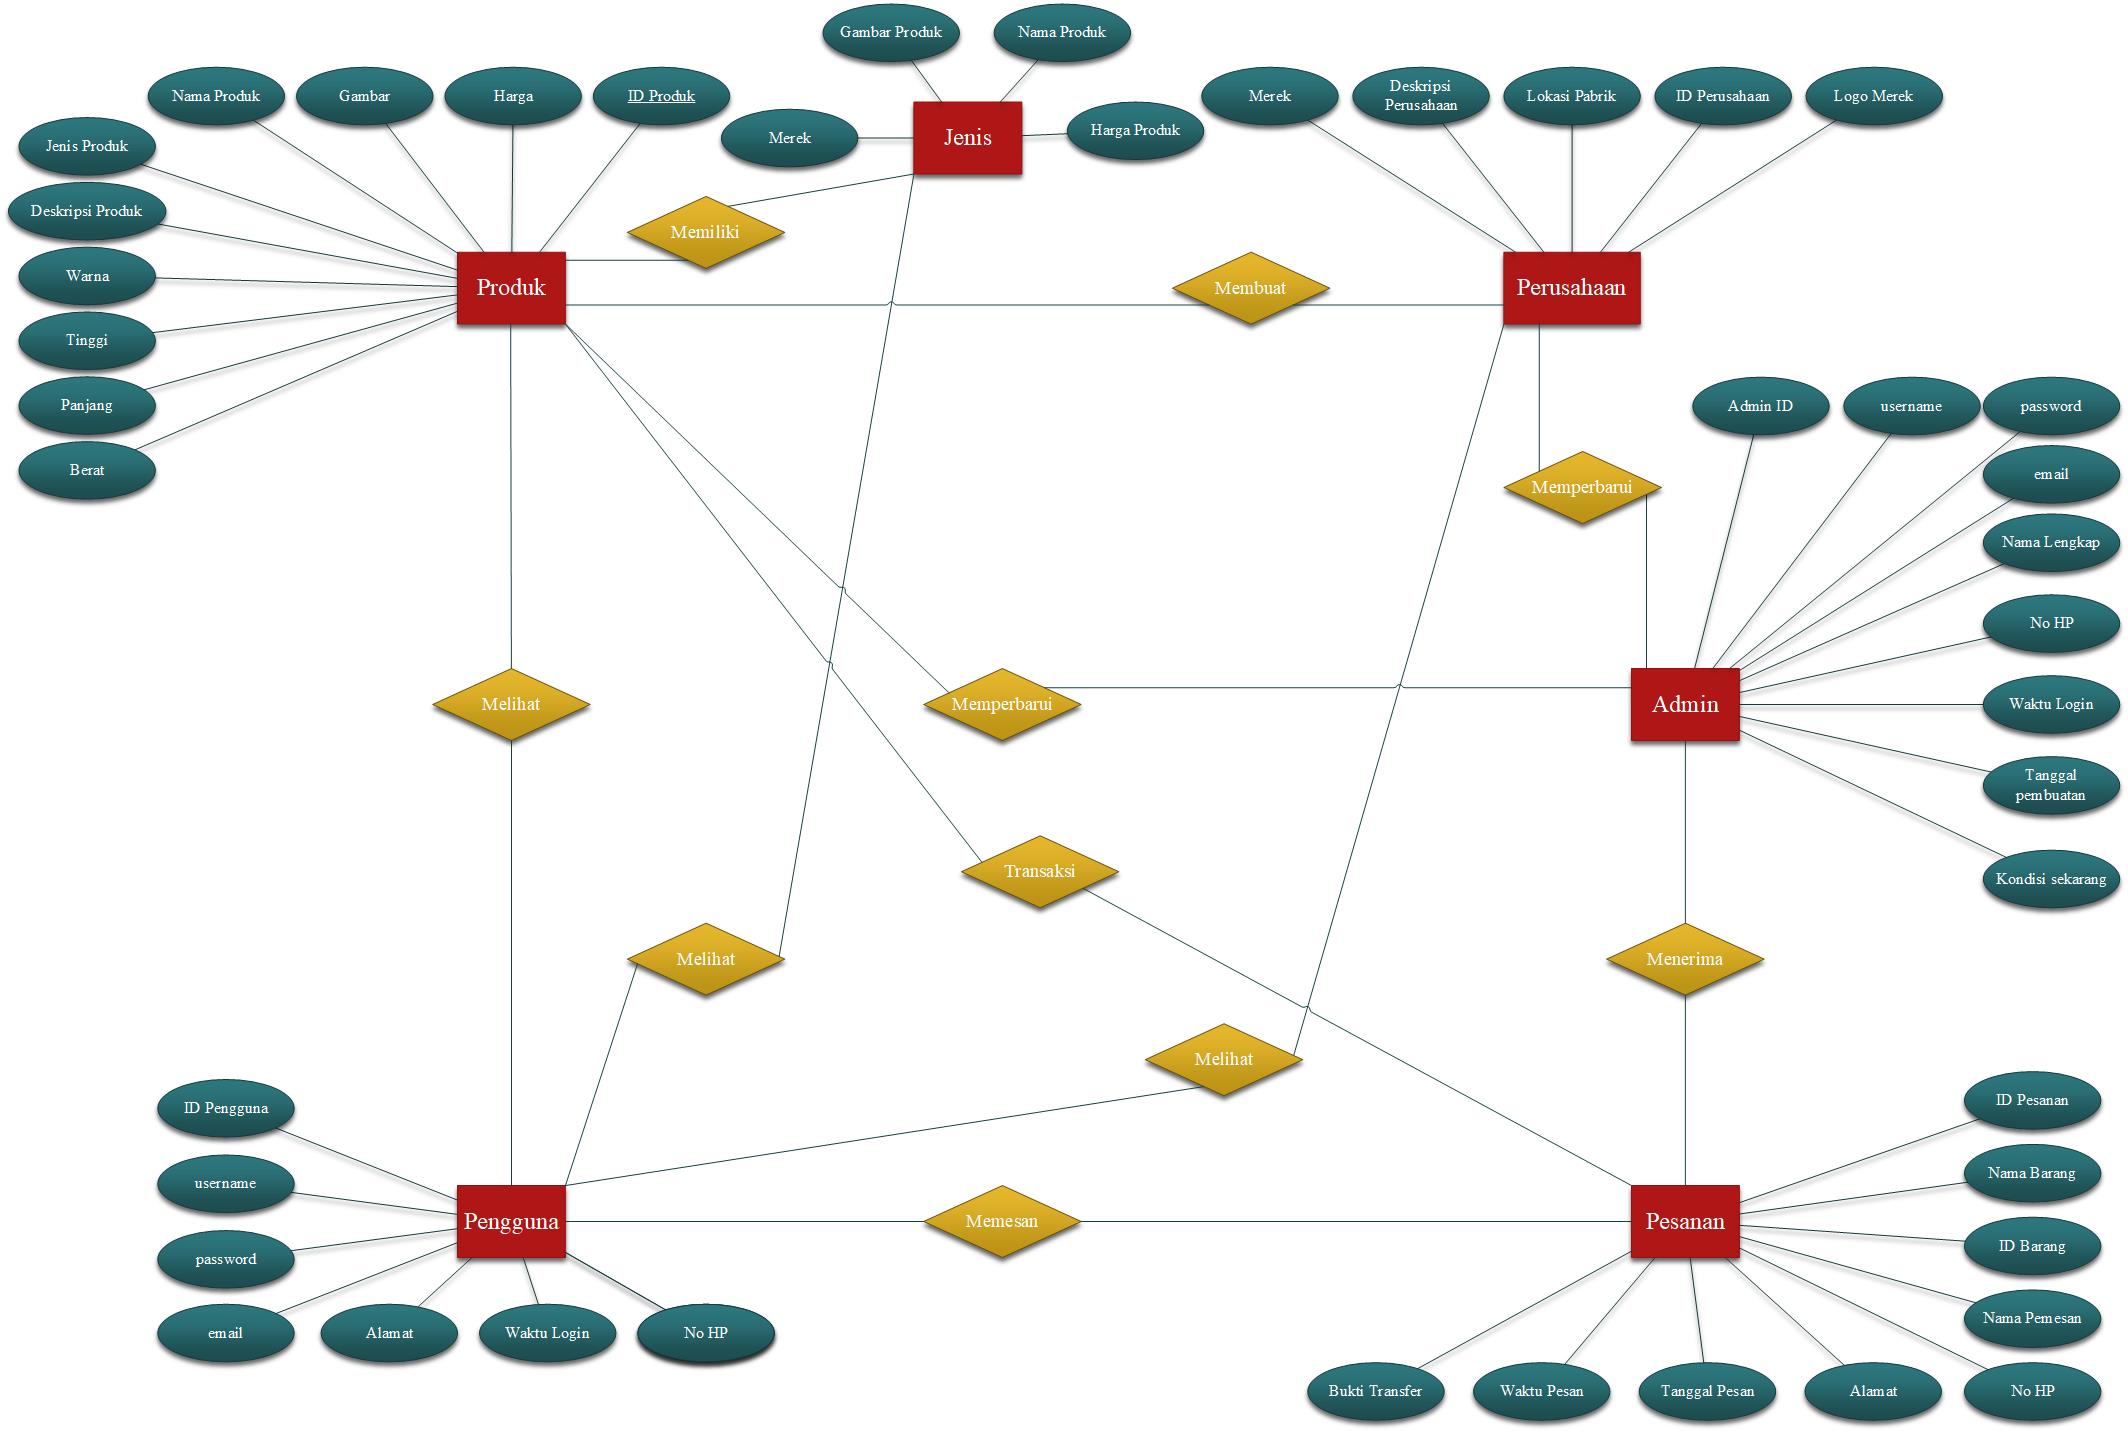 Gambar Produk
Nama Produk
Nama Produk
Gambar
Harga
ID Produk
Merek
Deskripsi
Perusahaan
Lokasi Pabrik
ID Perusahaan
Logo Merek
Merek
Jenis
Harga Produk
Jenis Produk
Deskripsi Produk
Memiliki
Warna
Produk
Membuat
Perusahaan
Tinggi
Panjang
Berat
Admin ID
username
password
email
Memperbarui
Nama Lengkap
No HP
Melihat
Memperbarui
Admin
Waktu Login
Tanggal
pembuatan
Transaksi
Kondisi sekarang
Melihat
Menerima
Melihat
ID Pengguna
ID Pesanan
username
Nama Barang
Pengguna
Memesan
Pesanan
password
ID Barang
email
Alamat
Waktu Login
No HP
Nama Pemesan
Bukti Transfer
Waktu Pesan
Tanggal Pesan
Alamat
No HP